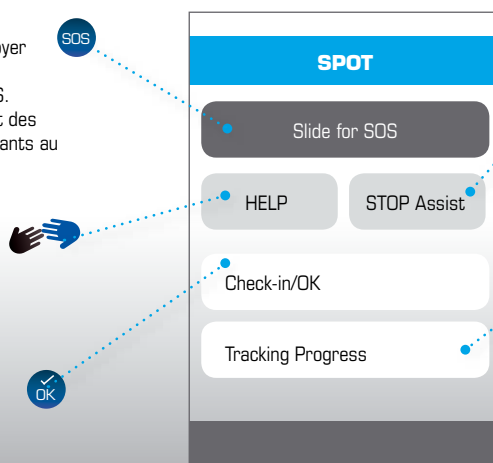 oyer
S.
t des
ants au
SOS
SPOT
Slide for SOS
HELP
STOP Assist
Check-in/OK
Tracking Progress
OK